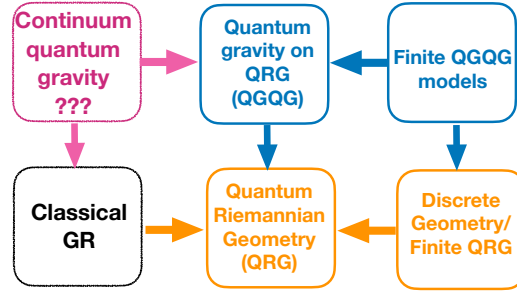 Continuum
quantum
gravity
???
Quantum
gravity on
QRG
(QGQG)
Finite QGQG
models
Classical
GR
Quantum
Riemannian
Geometry
(QRG)
Discrete
Geometry/
Finite QRG